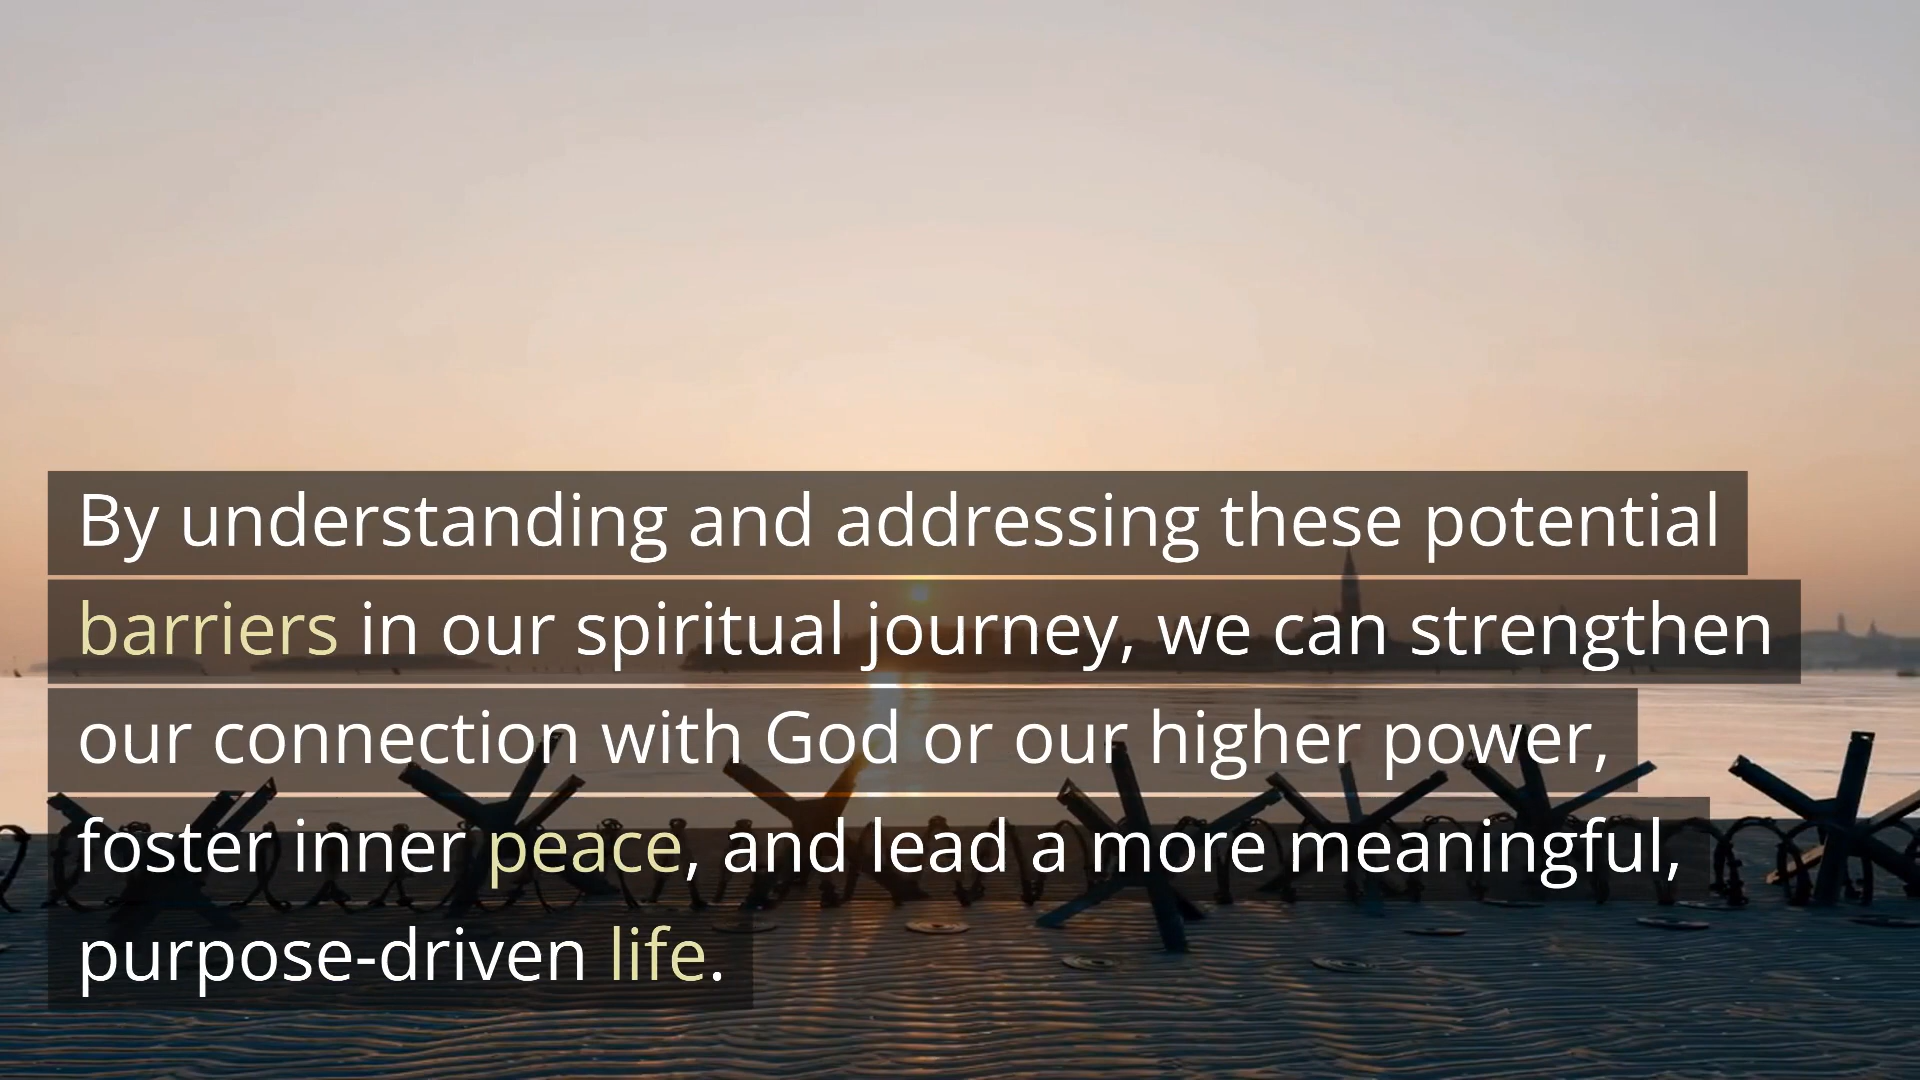 By understanding and addressing these potential
barriers in our spiritual journey, we can strengthen
our connection with God or our higher power,
foster inner peace, and lead a more meaningful,
purpose-driven life.